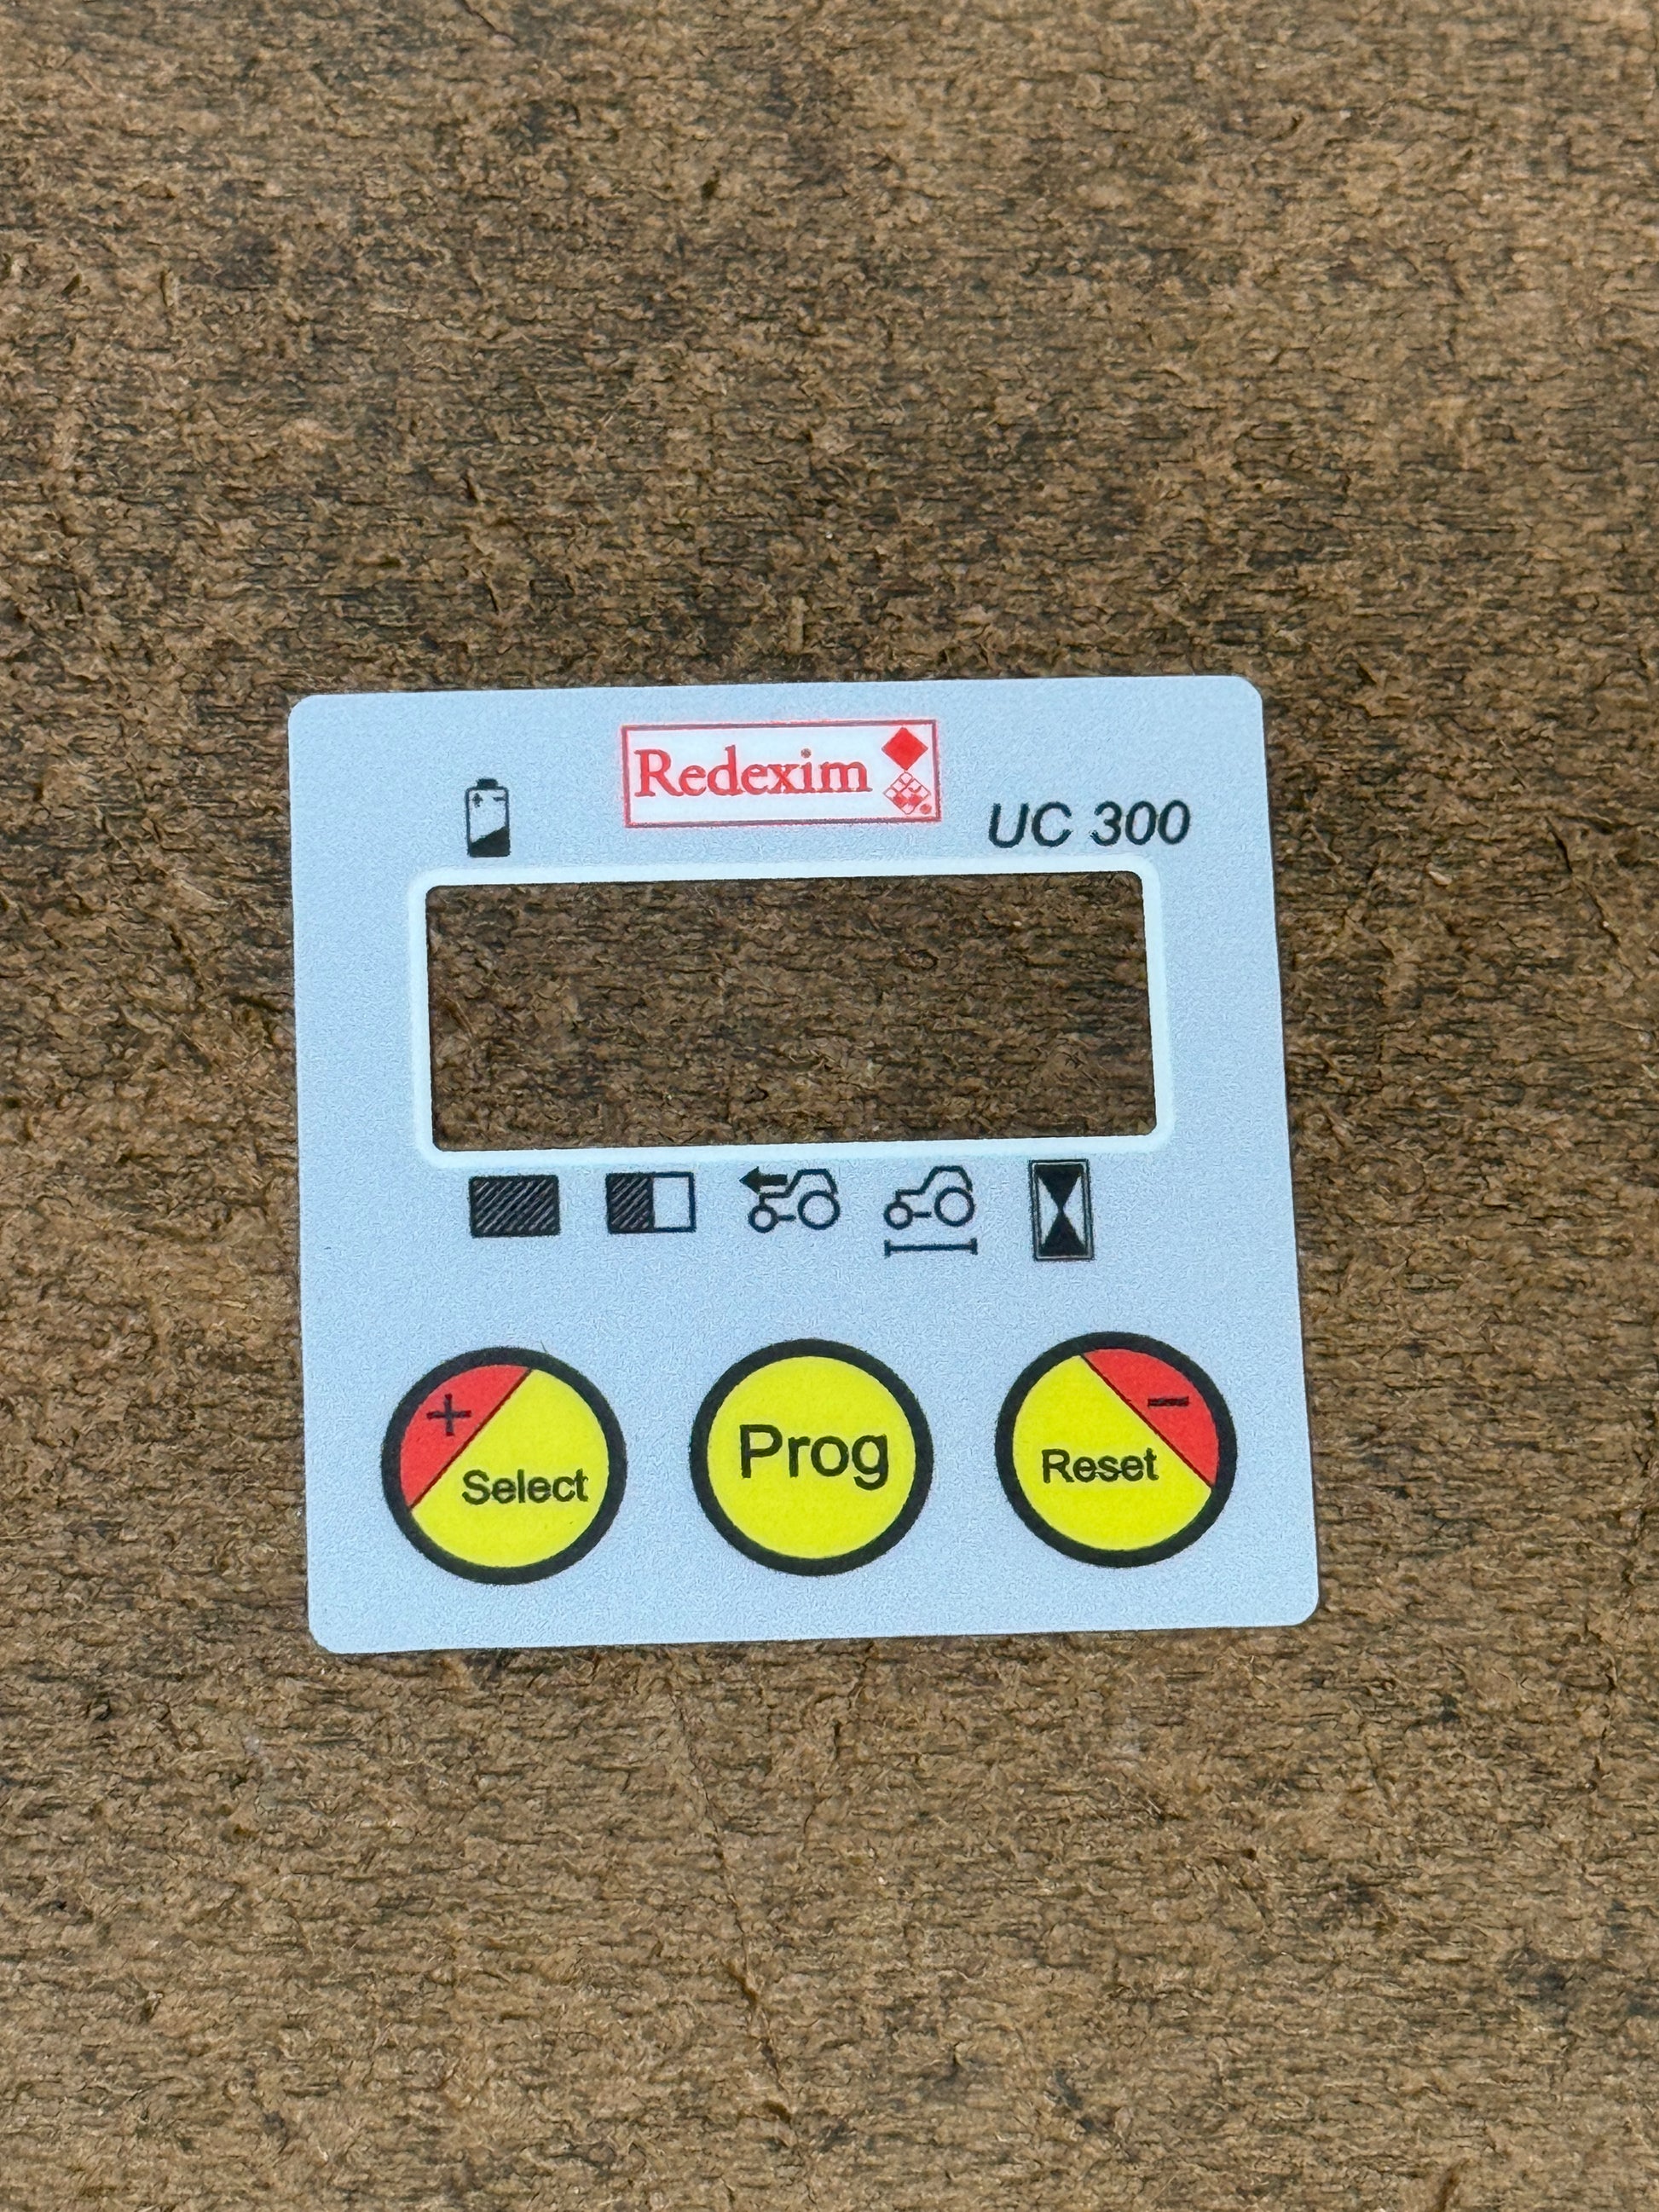 Redexim
UC 300
+ Select
Prog
Reset −